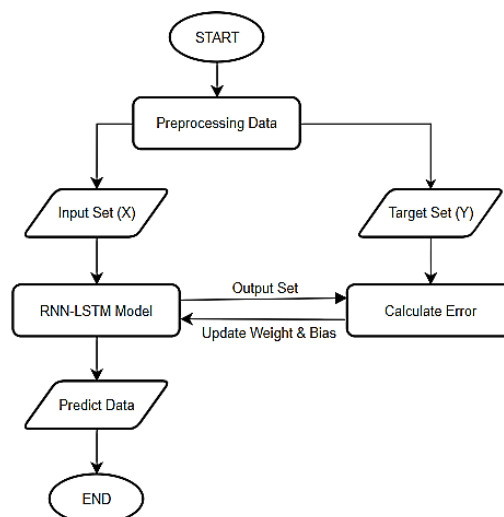 START
Preprocessing Data
Input Set (X)
Target Set (Y)
Output Set
RNN-LSTM Model
Calculate Error
Update Weight & Bias
Predict Data
END